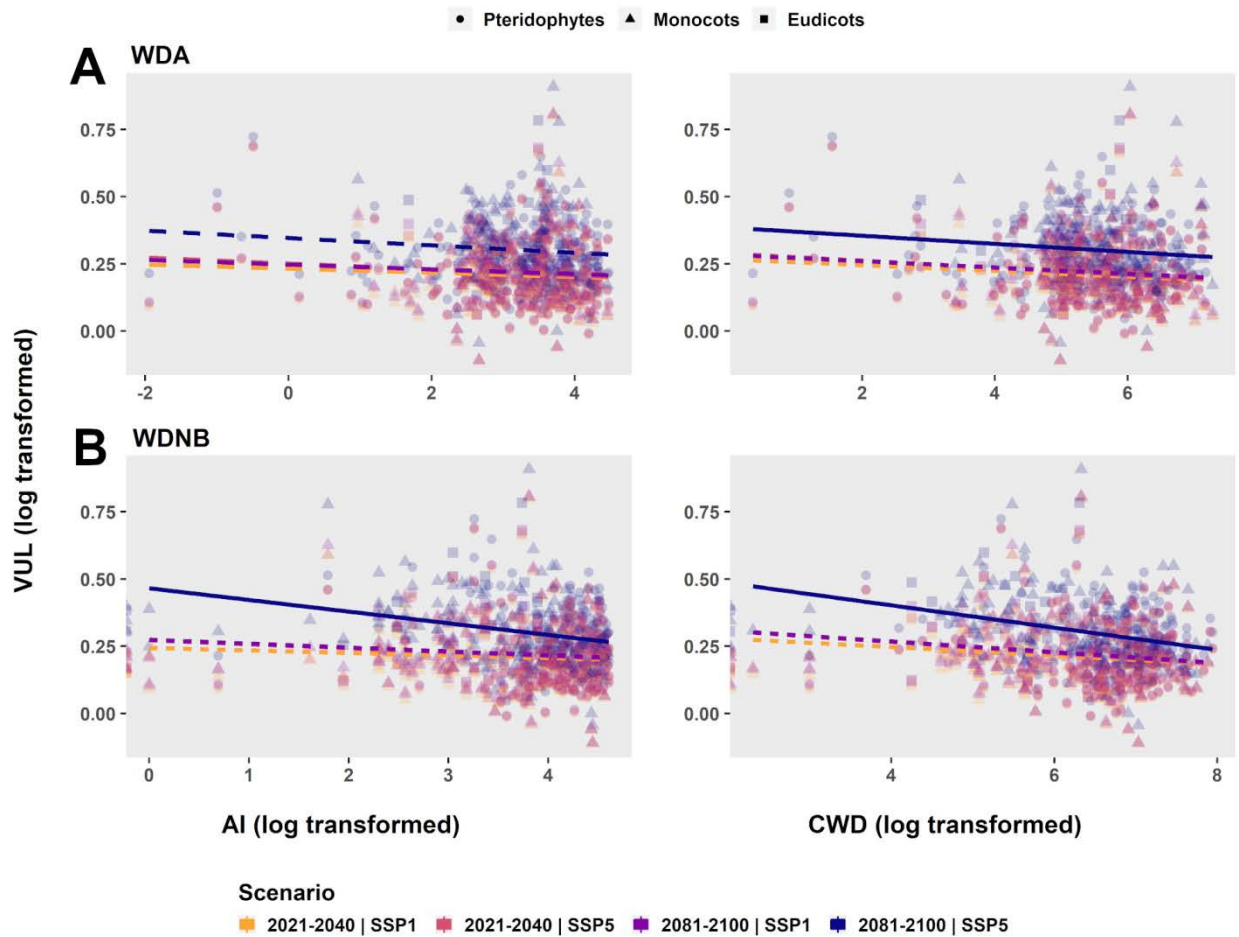 Pteridophytes Monocots Eudicots
A WDA
0.75
0.50
0.25
0.00
-2 0 2 4
0.75
0.50
0.25
0.00
2 4 6
B WDNB
0.75
0.50
0.25
0.00
0 1 2 3 4
0.75
0.50
0.25
0.00
4 6 8
VUL (log transformed)
AI (log transformed) CWD (log transformed)
Scenario
2021-2040 | SSP1 2021-2040 | SSP5 2081-2100 | SSP1 2081-2100 | SSP5